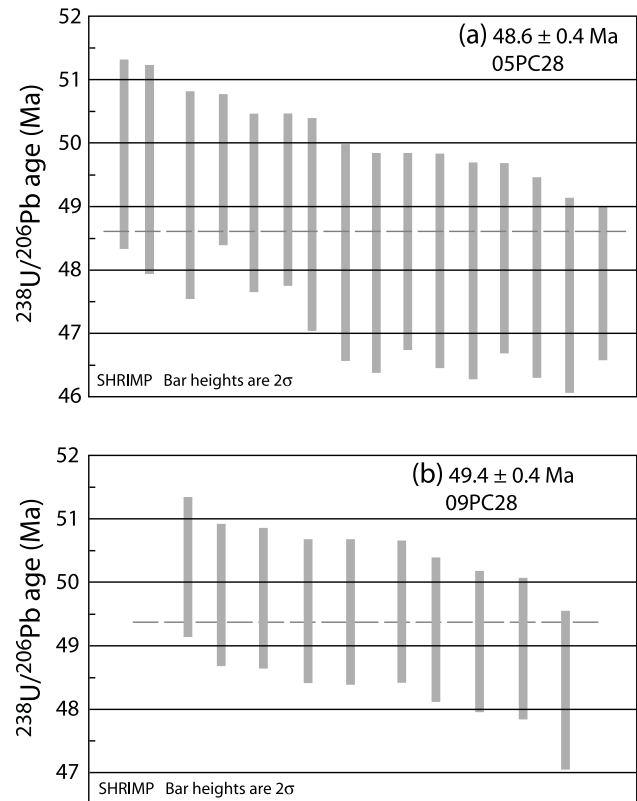 52
51
50
49
48
47
46
²³⁸U/²⁰⁶Pb age (Ma)
(a) 48.6 ± 0.4 Ma
05PC28
SHRIMP Bar heights are 2σ
52
51
50
49
48
47
²³⁸U/²⁰⁶Pb age (Ma)
(b) 49.4 ± 0.4 Ma
09PC28
SHRIMP Bar heights are 2σ